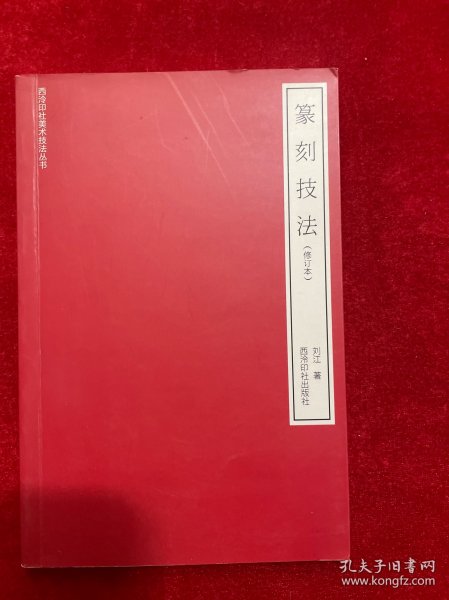 西泠印社美术技法丛书
篆刻技法
(修订本)
刘江 著
西泠印社出版社
孔夫子旧书网
www.kongfz.com